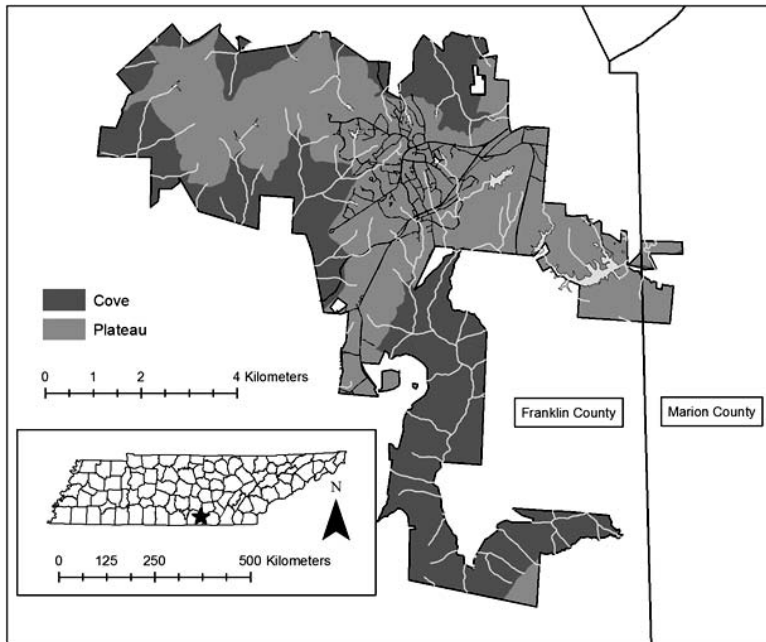 Cove
Plateau
0 1 2 4 Kilometers
Franklin County
Marion County
N
0 125 250 500 Kilometers